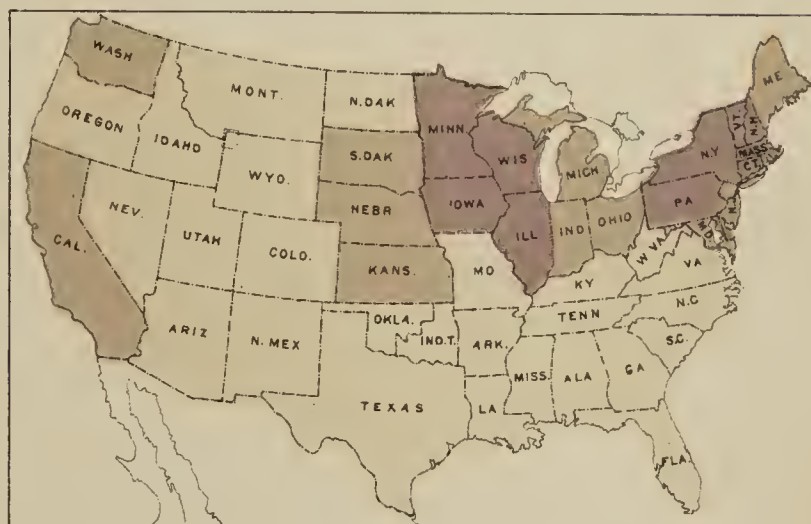 WASH
MONT.
N.DAK
ME
OREGON
IDAHO
MINN
VT.
N.H.
S.DAK
WIS
N.Y
MASS
WYO.
MICH
CT.
NEBR
IOWA
PA
N.J.
NEV.
UTAH
ILL
IND
OHIO
MD
CAL.
COLO.
W VA
KANS.
MO
VA
KY
OKLA.
TENN
N.C
ARIZ
N. MEX
IND.T.
ARK.
S.C.
MISS.
ALA
GA
TEXAS
LA
FLA.